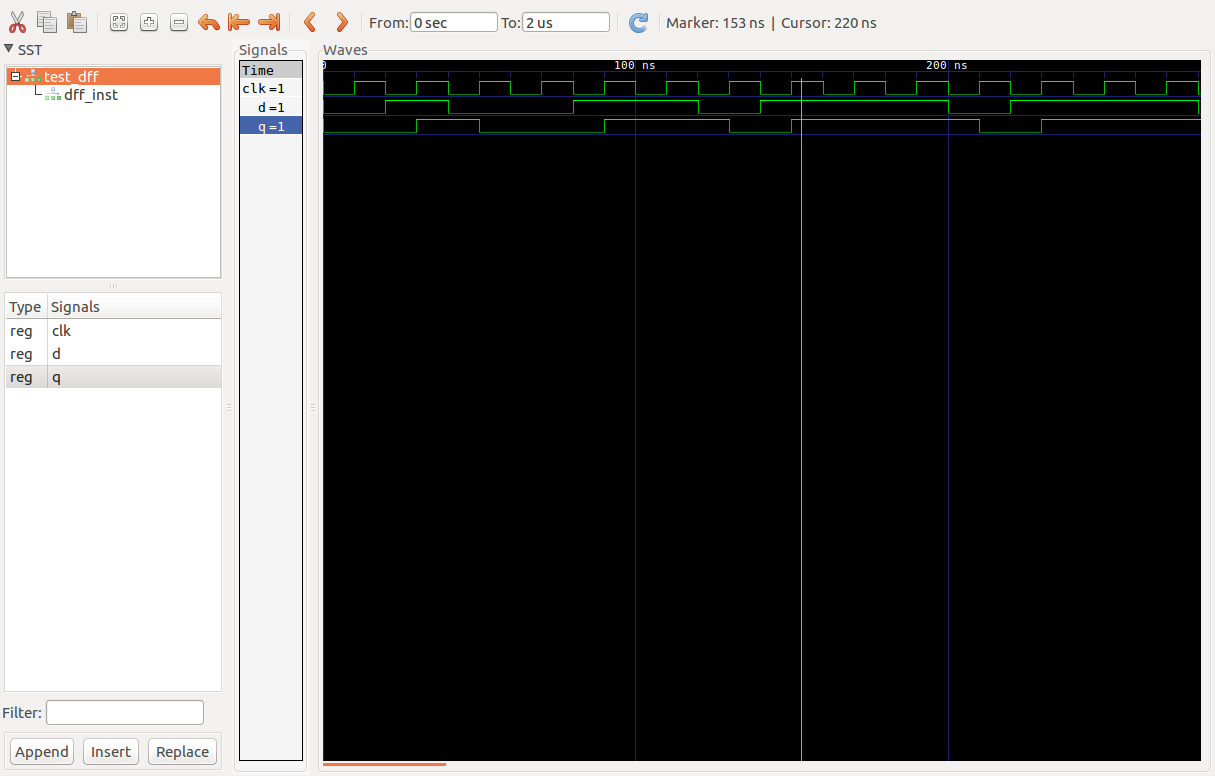 From: 0 sec To: 2 us Marker: 153 ns | Cursor: 220 ns
SST
test_dff
dff_inst
Type Signals
reg clk
reg d
reg q
Filter:
Append Insert Replace
Signals
Time
clk=1
d=1
q=1
Waves
0 100 ns 200 ns